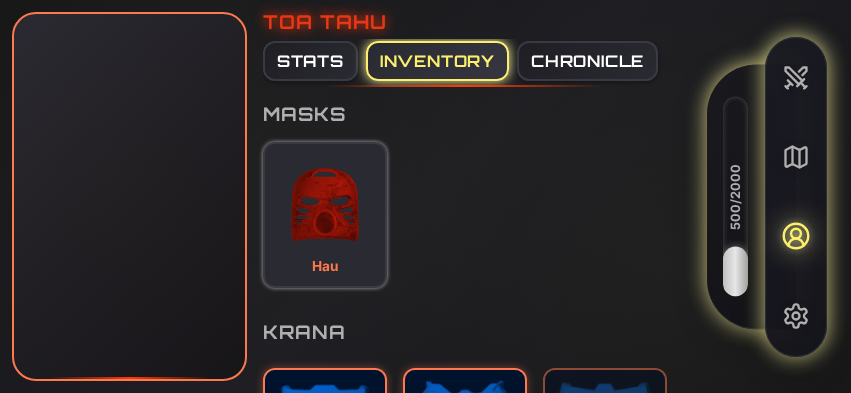 TOA TAHU
STATS
INVENTORY
CHRONICLE
MASKS
Hau
KRANA
500/2000